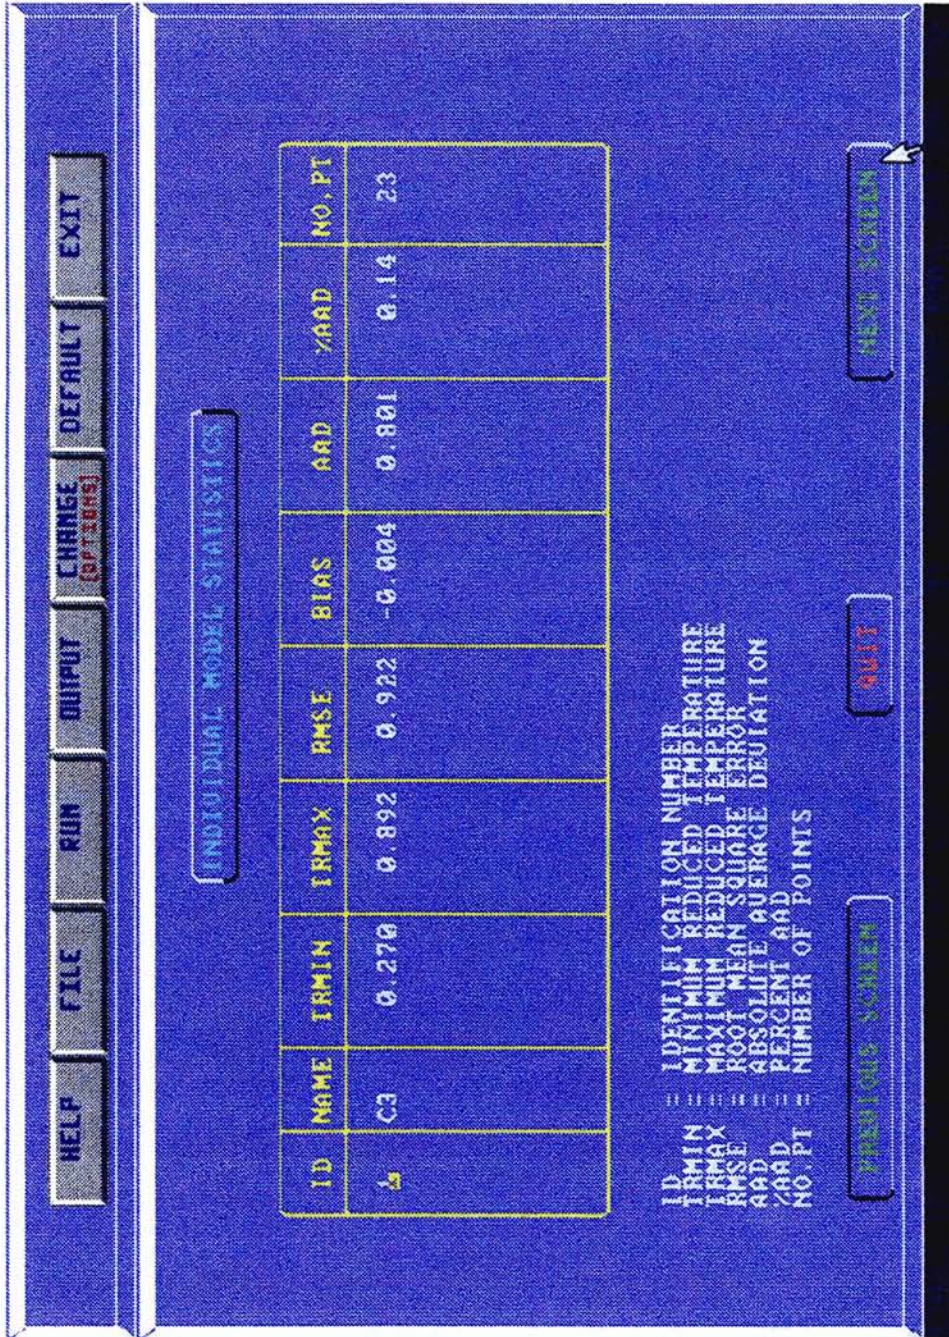 HELP FILE RUN OUTPUT CHANGE DEFAULT EXIT
[OPTIONS]
INDIVIDUAL MODEL STATISTICS
ID NAME TRMIN TRMAX RMSE BIAS AAD %AAD NO.PT
C3 0.270 0.892 0.922 -0.004 0.801 0.14 23
ID = IDENTIFICATION NUMBER
TRMIN = MINIMUM REDUCED TEMPERATURE
TRMAX = MAXIMUM REDUCED TEMPERATURE
RMSE = ROOT MEAN SQUARE ERROR
AAD = ABSOLUTE AVERAGE DEVIATION
%AAD = PERCENT AAD
NO.PT = NUMBER OF POINTS
PREVIOUS SCREEN QUIT NEXT SCREEN